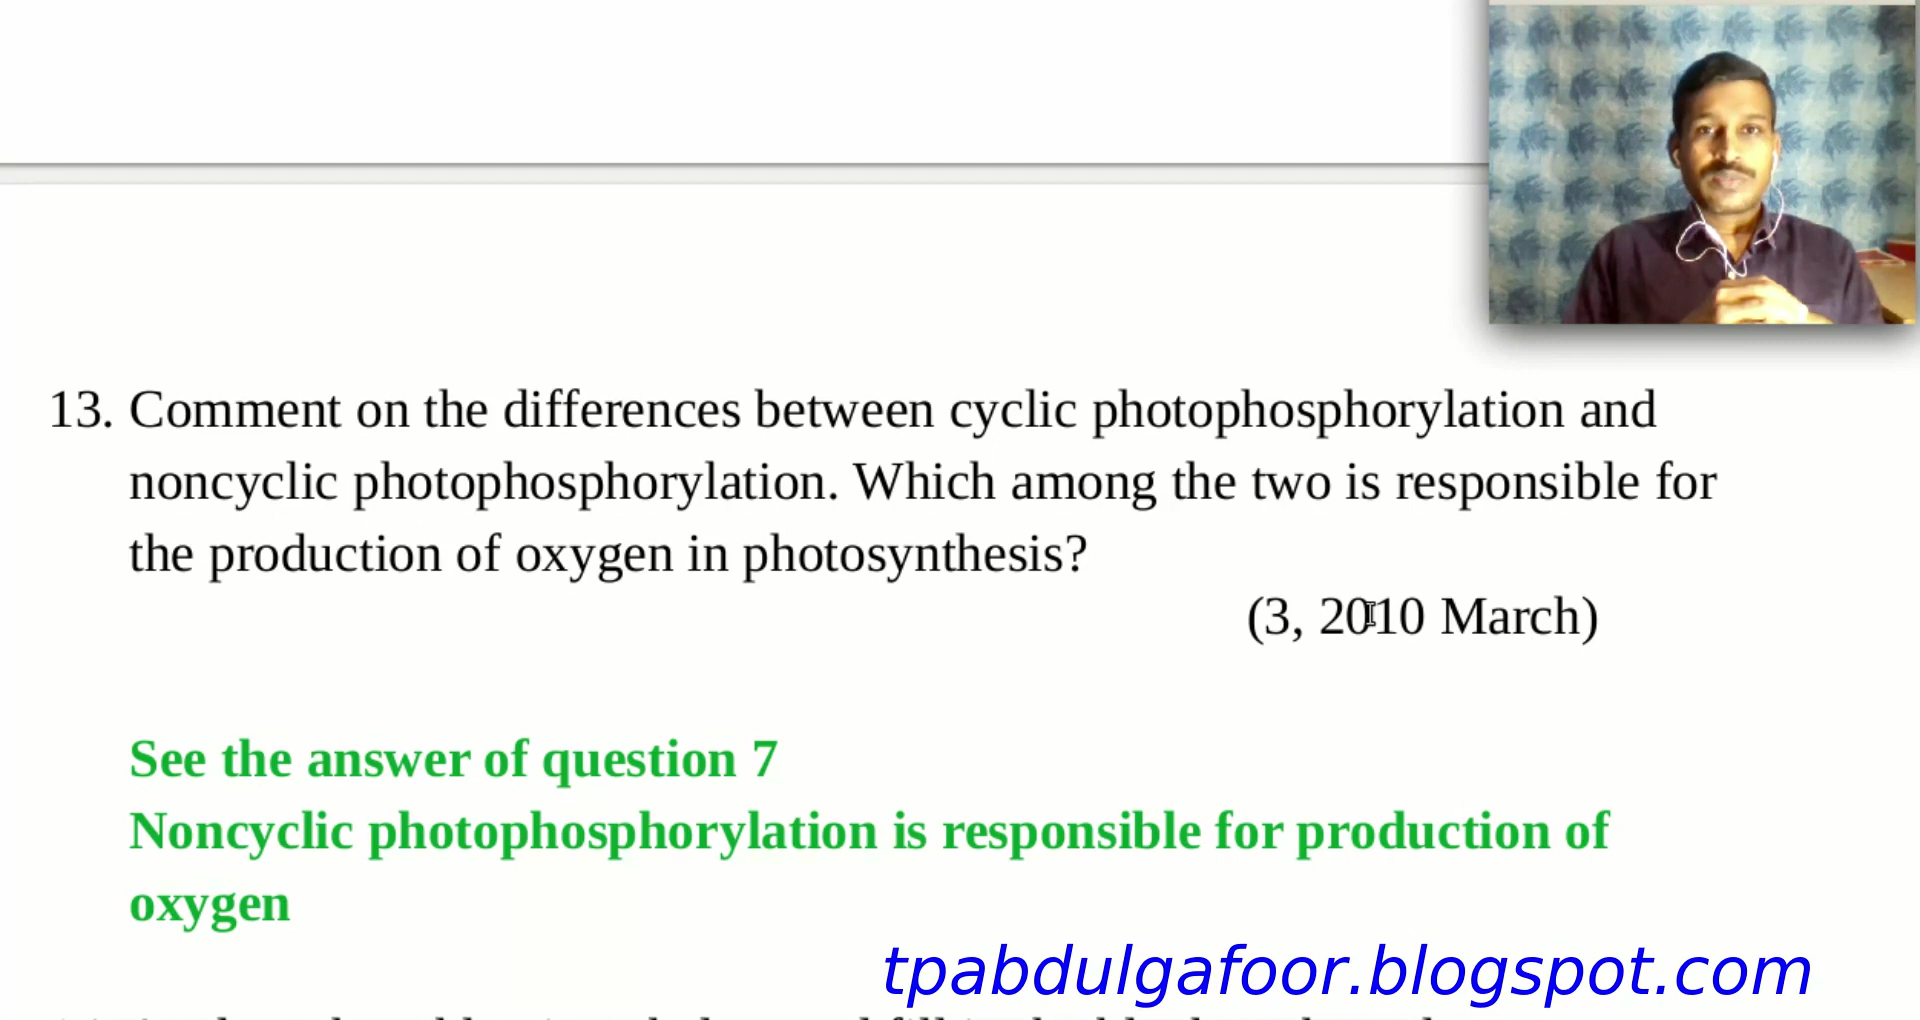 13. Comment on the differences between cyclic photophosphorylation and
noncyclic photophosphorylation. Which among the two is responsible for
the production of oxygen in photosynthesis?
(3, 2010 March)
See the answer of question 7
Noncyclic photophosphorylation is responsible for production of
oxygen
tpabdulgafoor.blogspot.com